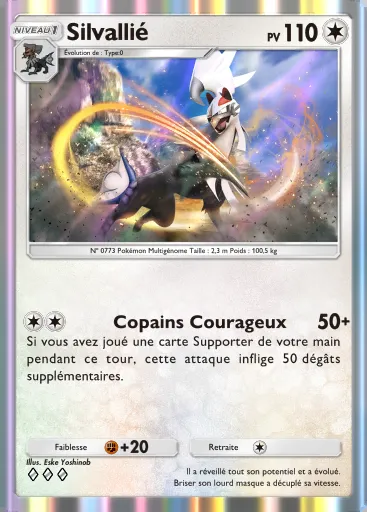 NIVEAU 1
Silvallié
PV 110
Évolution de : Type:0
N° 0773 Pokémon Multigénome Taille : 2,3 m Poids : 100,5 kg
Copains Courageux 50+
Si vous avez joué une carte Supporter de votre main
pendant ce tour, cette attaque inflige 50 dégâts
supplémentaires.
Faiblesse +20
Retraite
Illus. Eske Yoshinob
Il a réveillé tout son potentiel et a évolué.
Briser son lourd masque a décuplé sa vitesse.